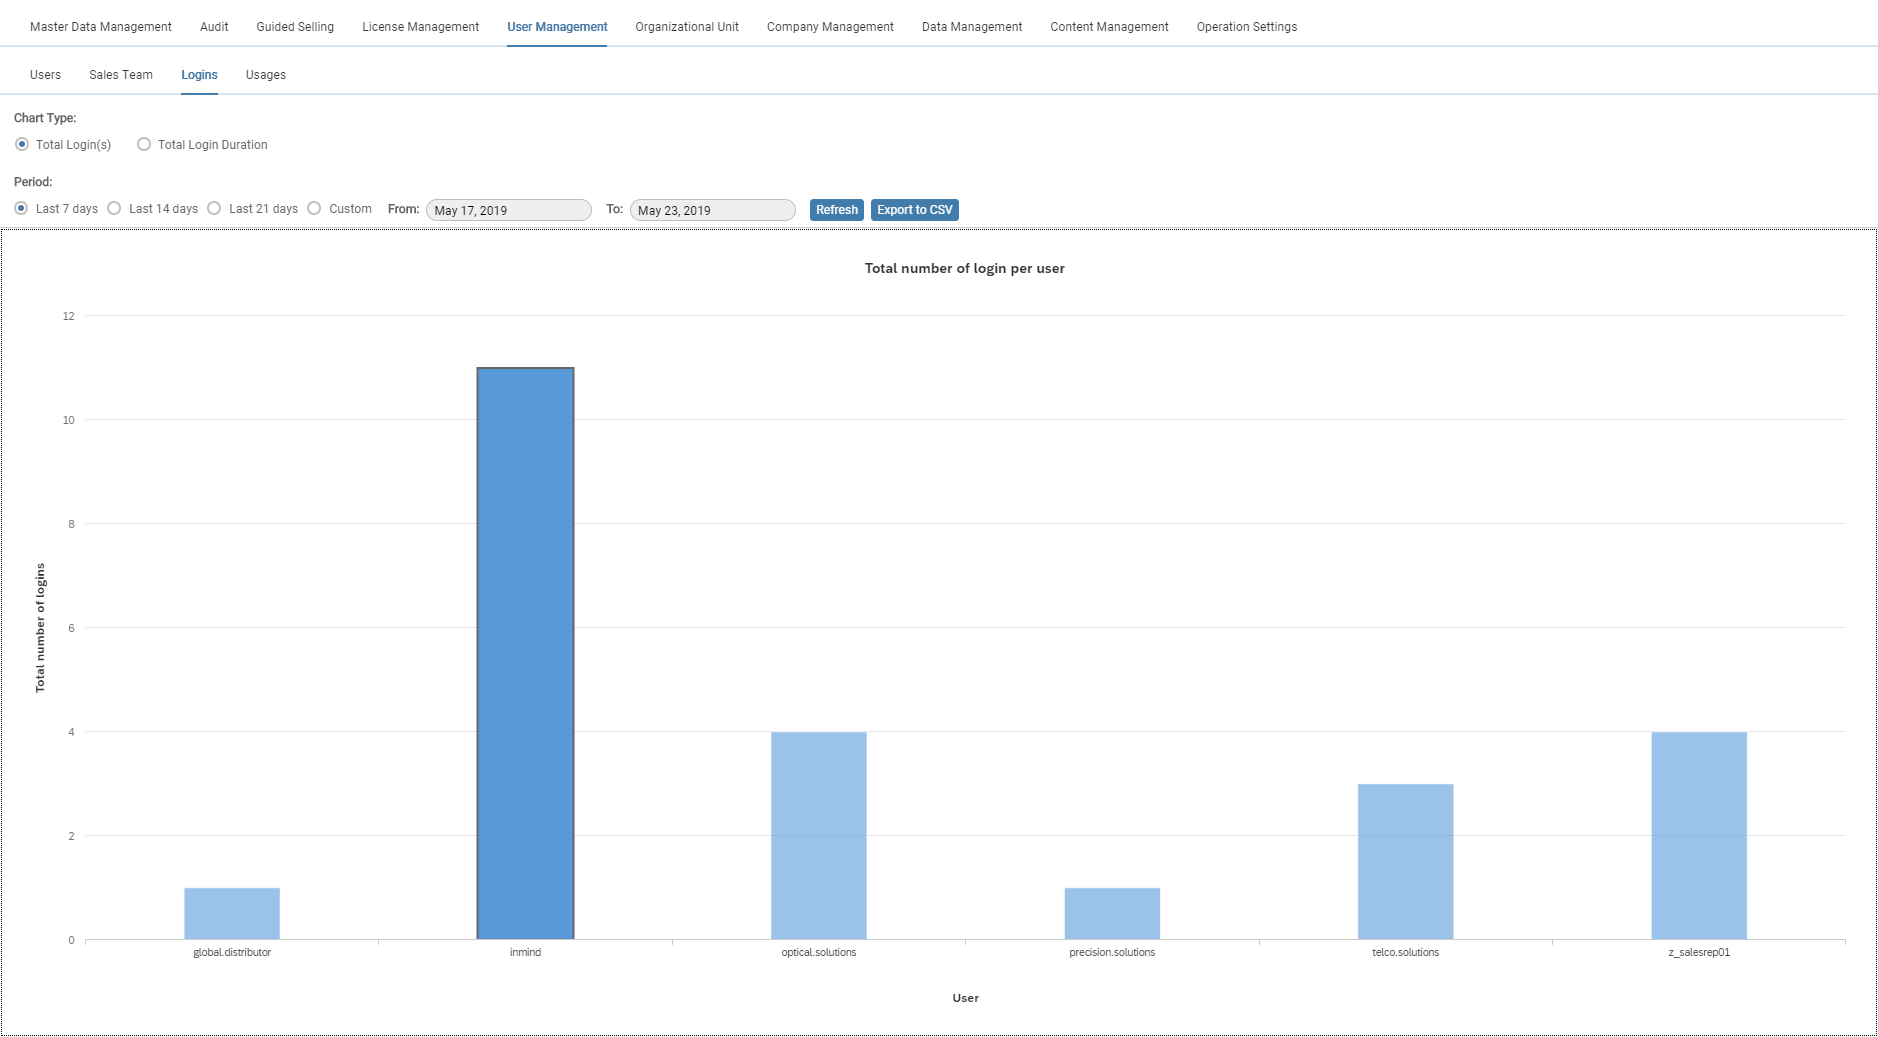 Master Data Management Audit Guided Selling License Management User Management Organizational Unit Company Management Data Management Content Management Operation Settings
Users Sales Team Logins Usages
Chart Type:
Total Login(s) Total Login Duration
Period:
Last 7 days Last 14 days Last 21 days Custom From: May 17, 2019 To: May 23, 2019 Refresh Export to CSV
Total number of login per user
Total number of logins
12
10
8
6
4
2
0
global.distributor inmind optical.solutions precision.solutions telco.solutions z_salesrep01
User